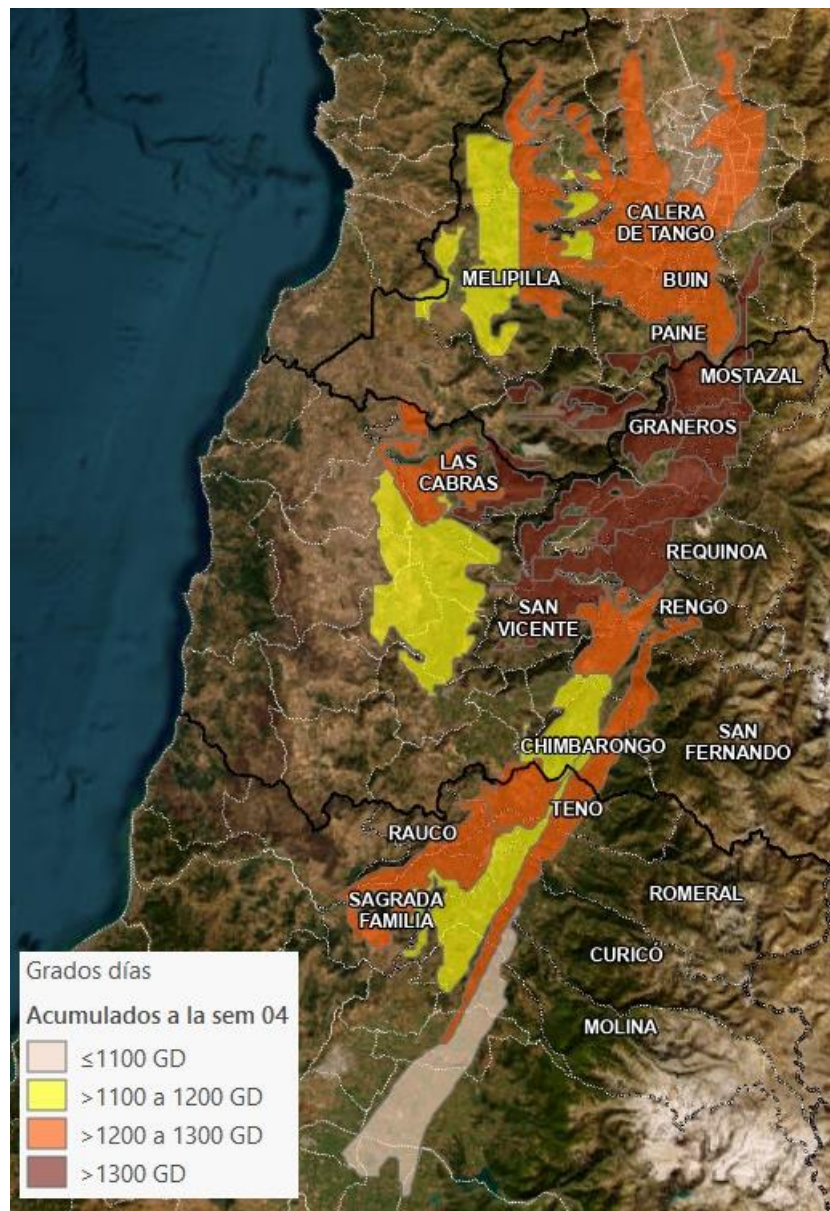 CALERA
DE TANGO
MELIPILLA
BUIN
PAINE
MOSTAZAL
GRANEROS
LAS
CABRAS
REQUINOA
SAN
VICENTE
RENGO
CHIMBARONGO
SAN
FERNANDO
TENO
RAUCO
SAGRADA
FAMILIA
ROMERAL
CURICÓ
MOLINA
Grados días
Acumulados a la sem 04
≤1100 GD
>1100 a 1200 GD
>1200 a 1300 GD
>1300 GD